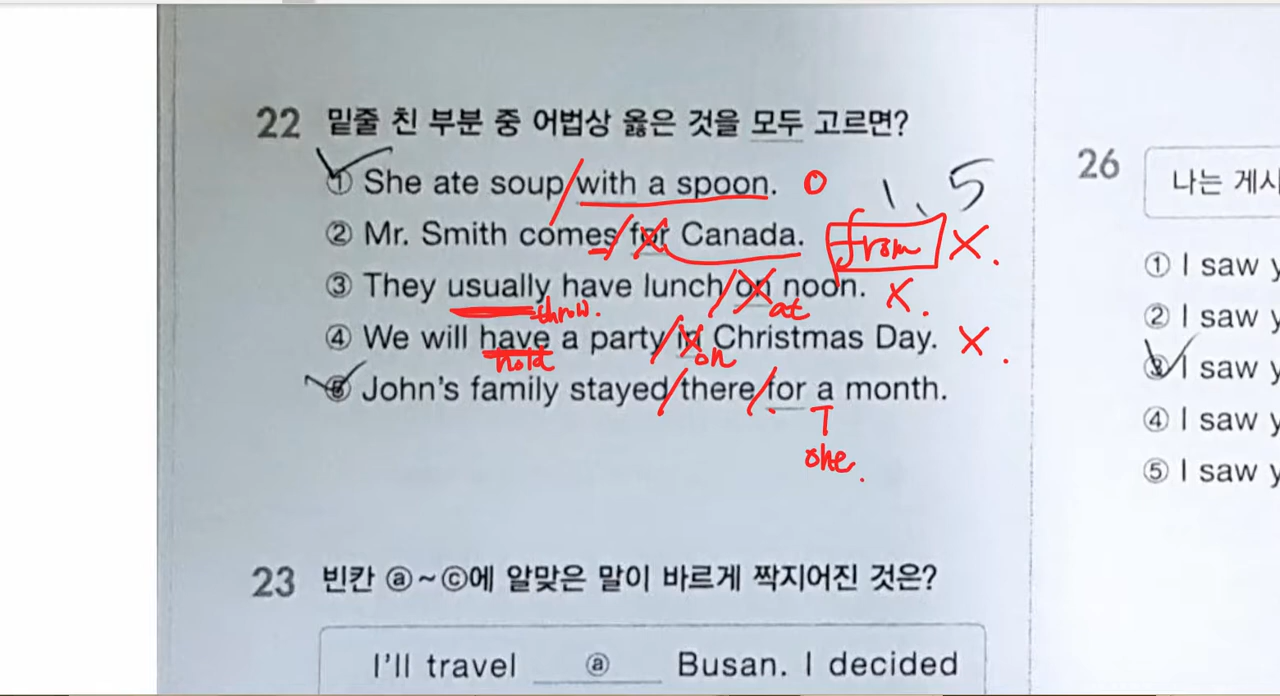 22 밑줄 친 부분 중 어법상 옳은 것을 모두 고르면?
① She ate soup with a spoon. O
1, 5
② Mr. Smith comes for Canada. from X.
③ They usually have lunch on noon. X.
throw. at
④ We will have a party in Christmas Day. X.
hold on
⑤ John's family stayed there for a month.
one.
23 빈칸 ⓐ~ⓒ에 알맞은 말이 바르게 짝지어진 것은?
I'll travel ⓐ Busan. I decided
26
나는 게시
① I saw y
② I saw y
③ I saw y
④ I saw y
⑤ I saw y